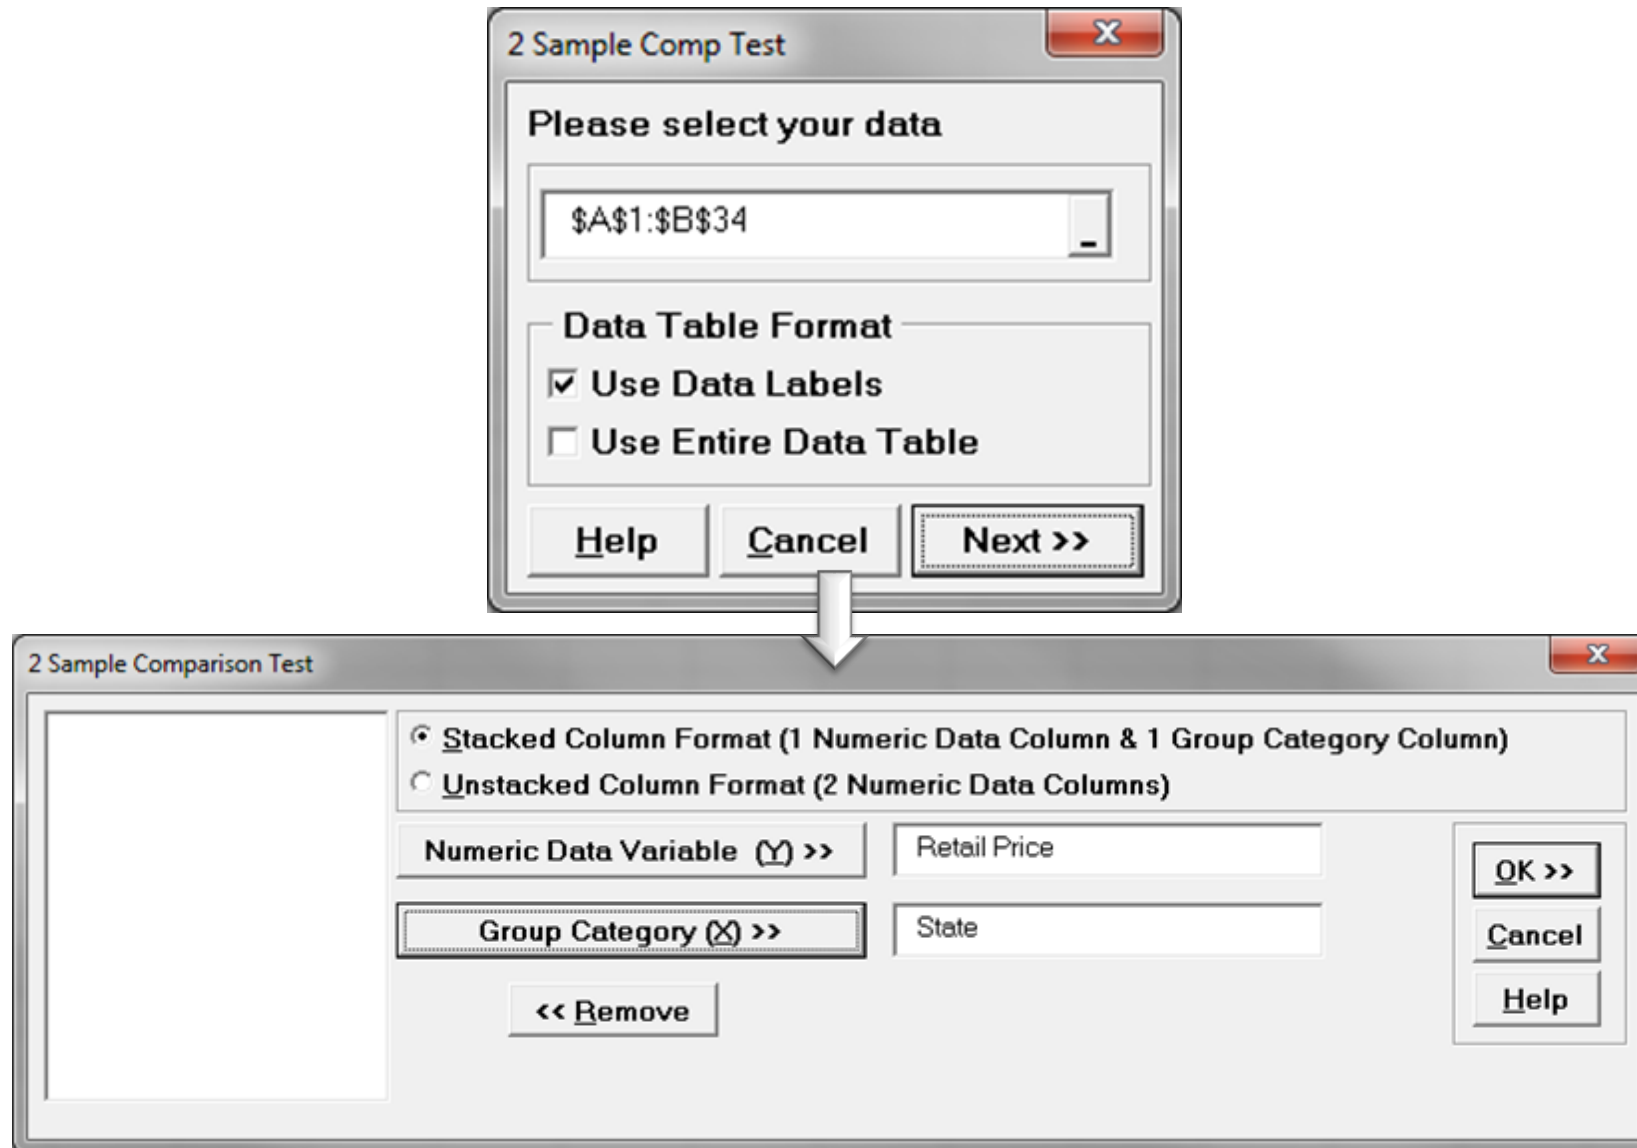 2 Sample Comp Test
X
Please select your data
$A$1:$B$34
Data Table Format
Use Data Labels
Use Entire Data Table
Help Cancel Next >>
2 Sample Comparison Test
X
Stacked Column Format (1 Numeric Data Column & 1 Group Category Column)
Unstacked Column Format (2 Numeric Data Columns)
Numeric Data Variable (Y) >> Retail Price
OK >>
Group Category (X) >> State
Cancel
<< Remove
Help